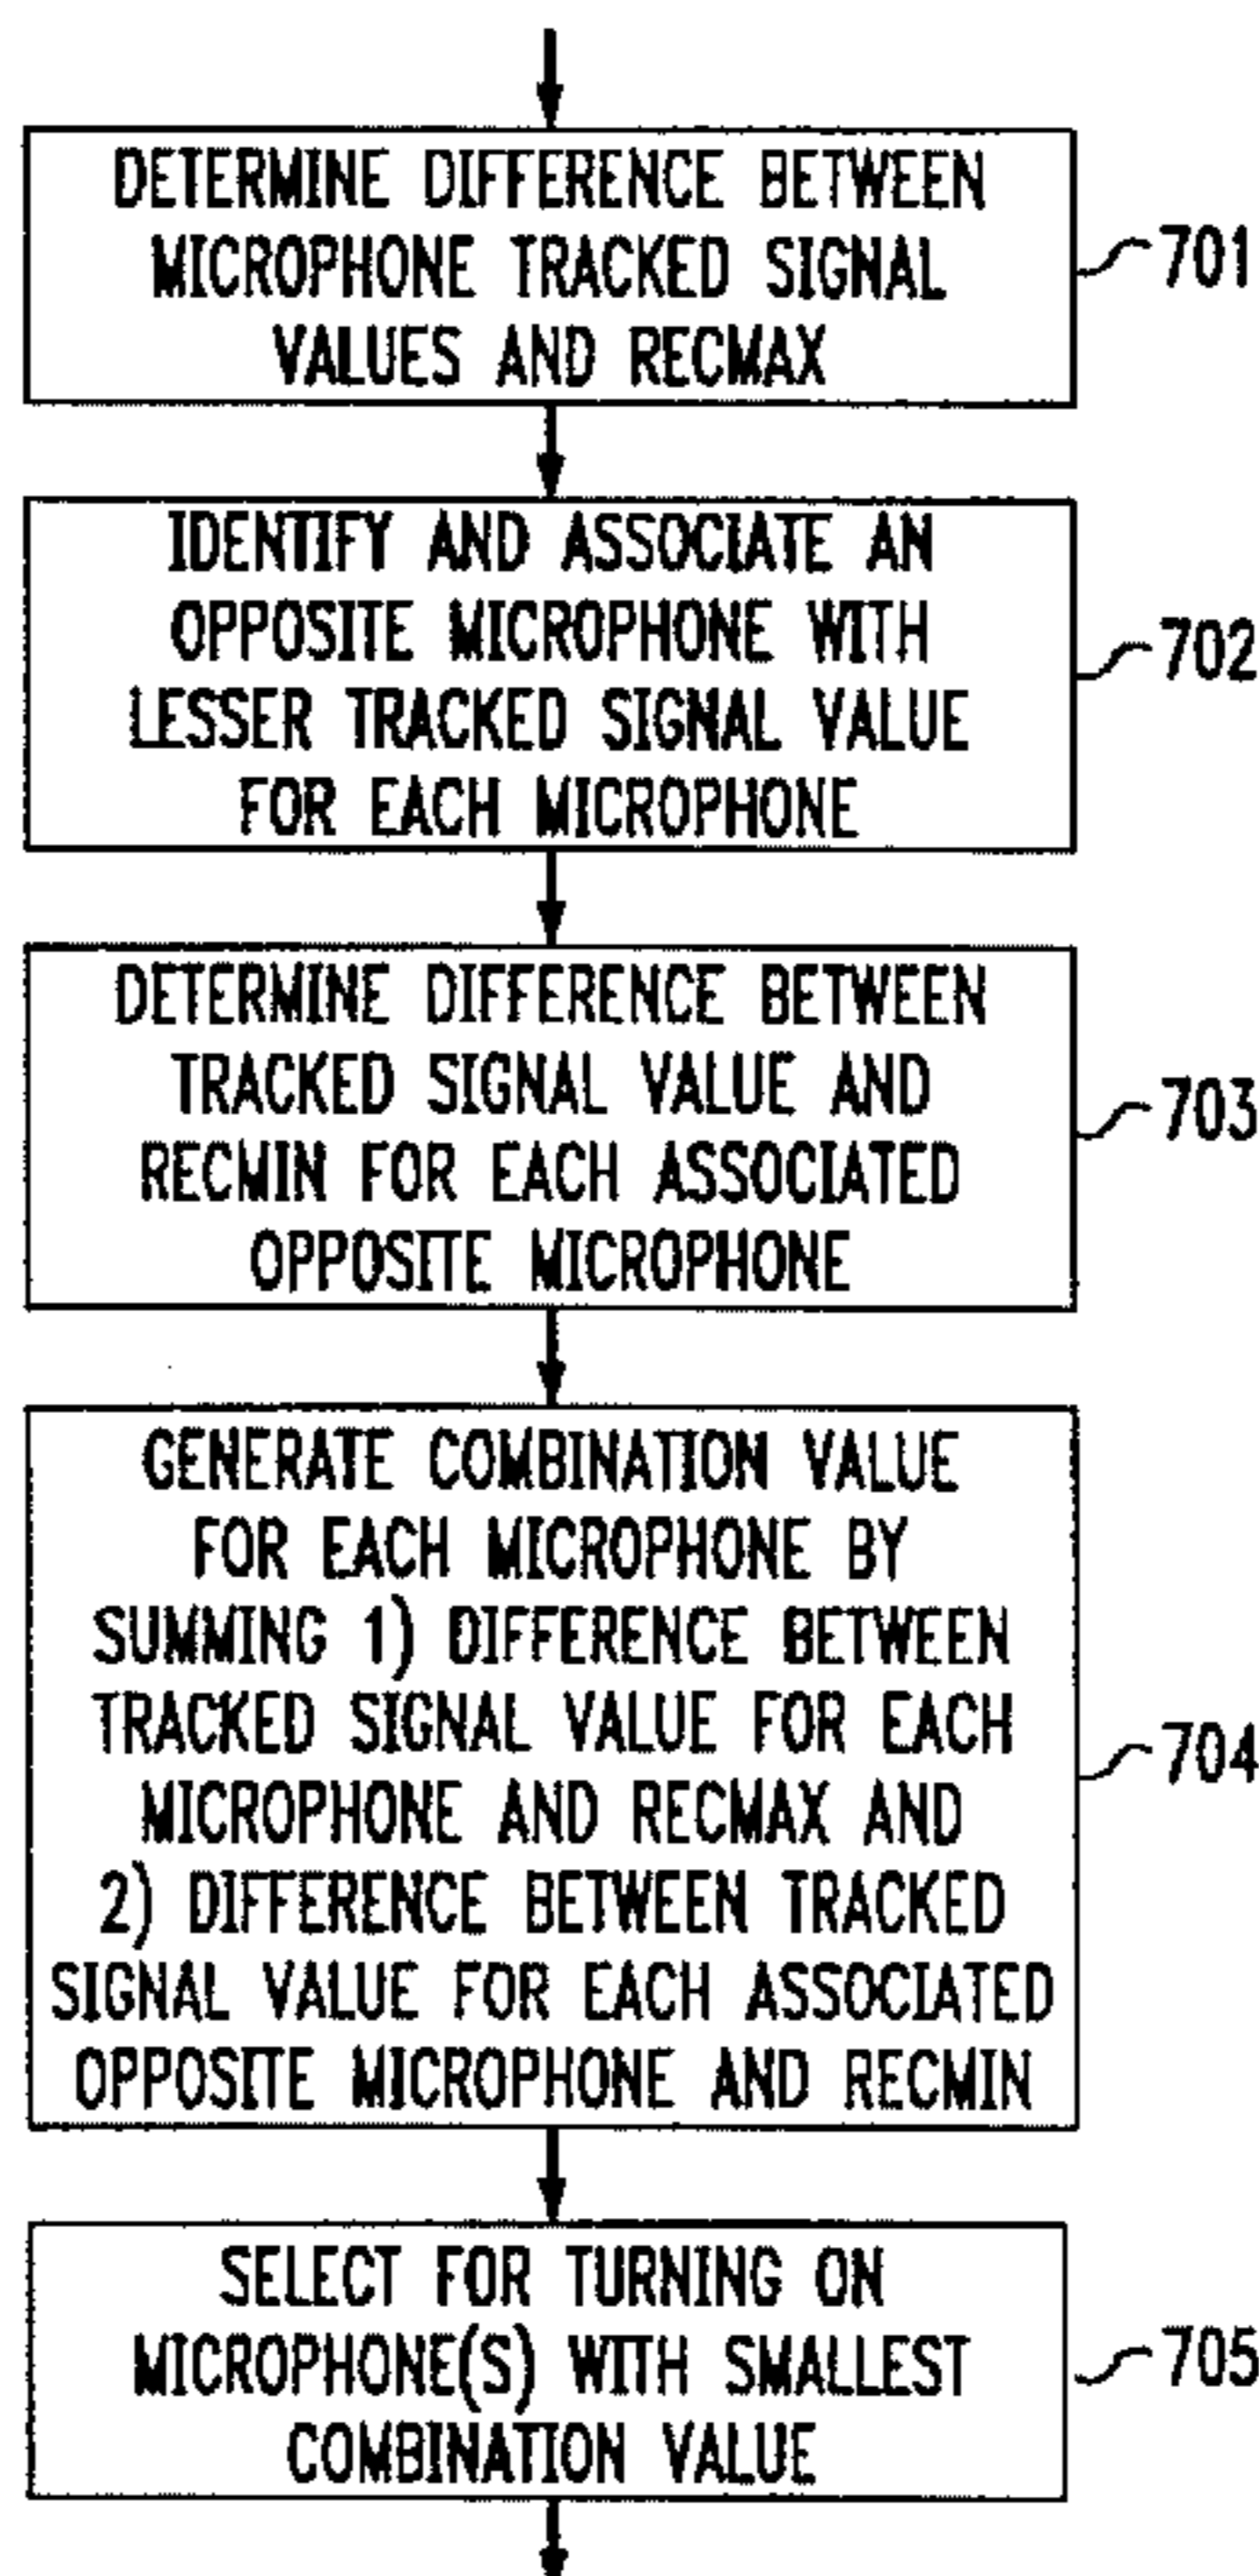 DETERMINE DIFFERENCE BETWEEN
MICROPHONE TRACKED SIGNAL
VALUES AND RECMAX
701
IDENTIFY AND ASSOCIATE AN
OPPOSITE MICROPHONE WITH
LESSER TRACKED SIGNAL VALUE
FOR EACH MICROPHONE
702
DETERMINE DIFFERENCE BETWEEN
TRACKED SIGNAL VALUE AND
RECMIN FOR EACH ASSOCIATED
OPPOSITE MICROPHONE
703
GENERATE COMBINATION VALUE
FOR EACH MICROPHONE BY
SUMMING 1) DIFFERENCE BETWEEN
TRACKED SIGNAL VALUE FOR EACH
MICROPHONE AND RECMAX AND
2) DIFFERENCE BETWEEN TRACKED
SIGNAL VALUE FOR EACH ASSOCIATED
OPPOSITE MICROPHONE AND RECMIN
704
SELECT FOR TURNING ON
MICROPHONE(S) WITH SMALLEST
COMBINATION VALUE
705